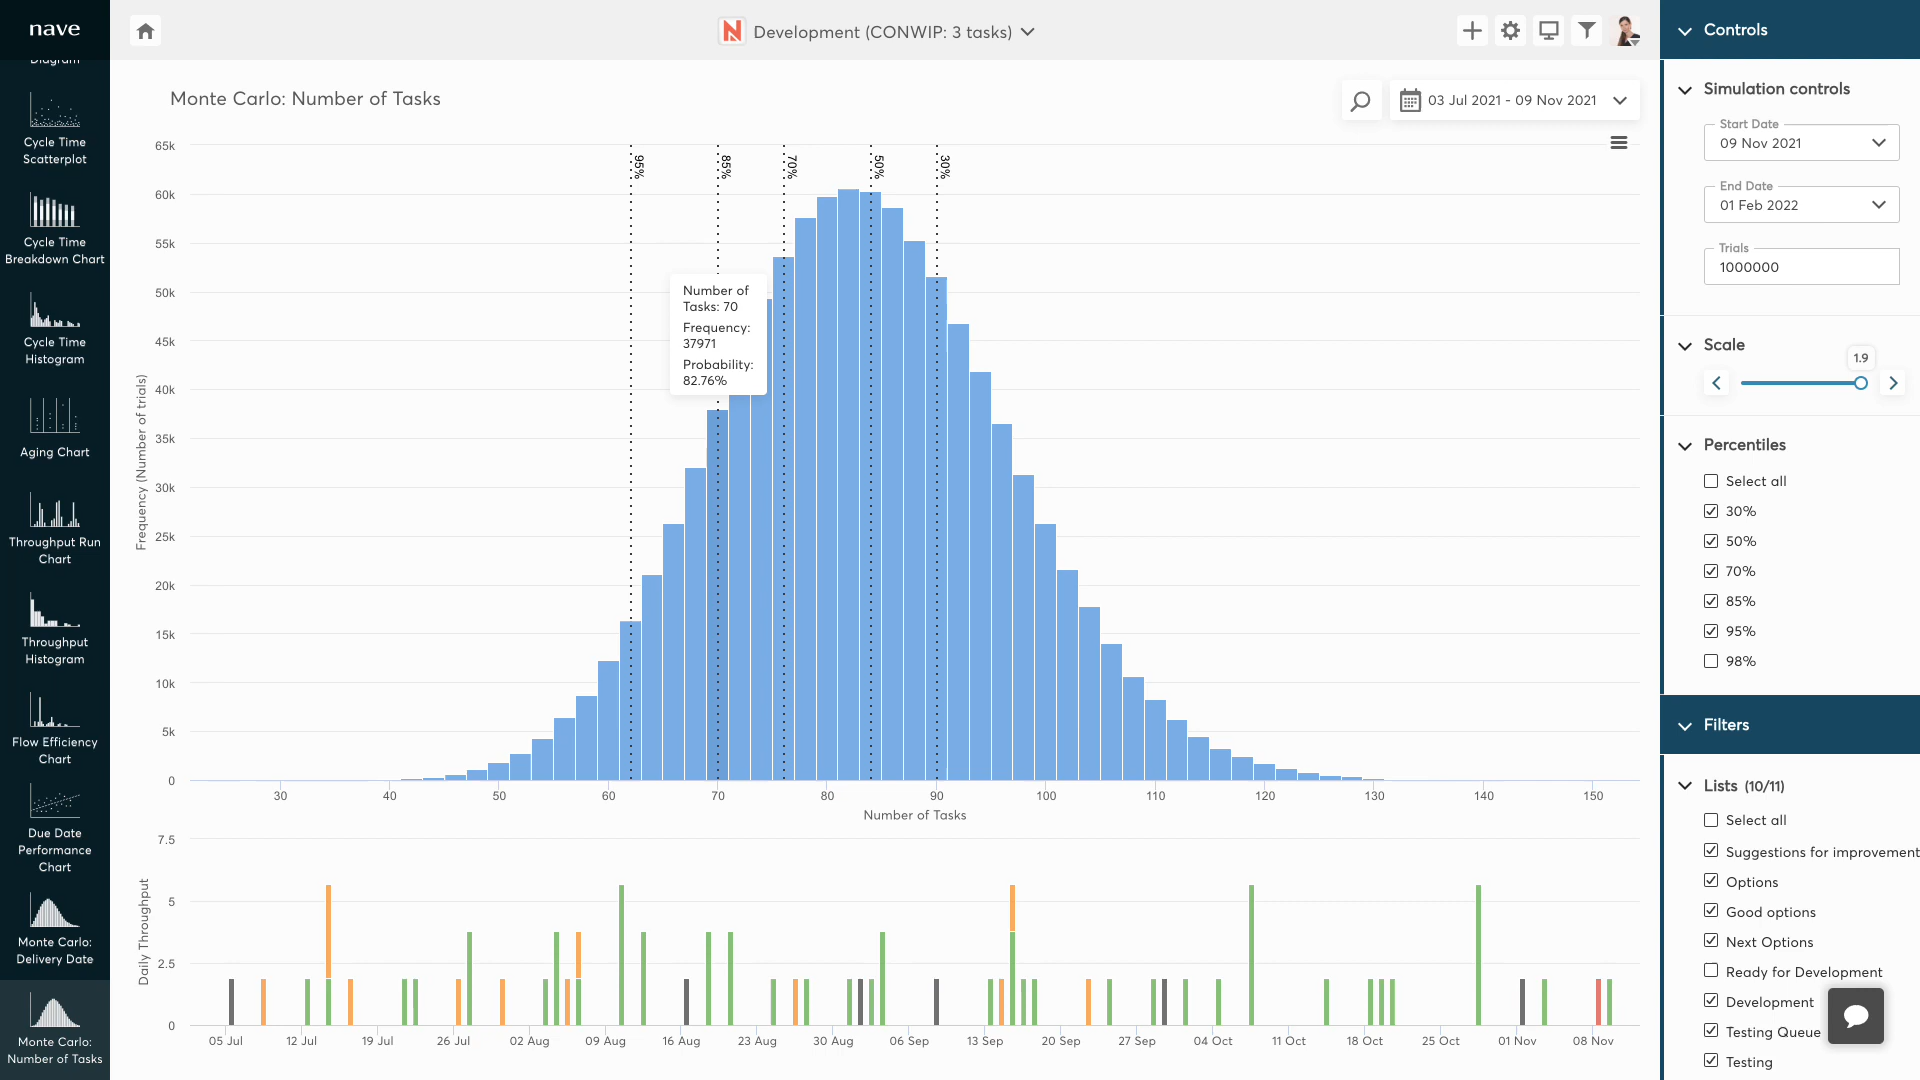 nave
Diagram
Cycle Time
Scatterplot
Cycle Time
Breakdown Chart
Cycle Time
Histogram
Aging Chart
Throughput Run
Chart
Throughput
Histogram
Flow Efficiency
Chart
Due Date
Performance
Chart
Monte Carlo:
Delivery Date
Monte Carlo:
Number of Tasks
Development (CONWIP: 3 tasks)
Monte Carlo: Number of Tasks
03 Jul 2021 - 09 Nov 2021
65k
60k
55k
50k
45k
40k
35k
30k
25k
20k
15k
10k
5k
0
Frequency (Number of trials)
95%
85%
70%
50%
30%
Number of
Tasks: 70
Frequency:
37971
Probability:
82.76%
30 40 50 60 70 80 90 100 110 120 130 140 150
Number of Tasks
7.5
5
2.5
0
Daily Throughput
05 Jul 12 Jul 19 Jul 26 Jul 02 Aug 09 Aug 16 Aug 23 Aug 30 Aug 06 Sep 13 Sep 20 Sep 27 Sep 04 Oct 11 Oct 18 Oct 25 Oct 01 Nov 08 Nov
Controls
Simulation controls
Start Date
09 Nov 2021
End Date
01 Feb 2022
Trials
1000000
Scale
1.9
Percentiles
Select all
30%
50%
70%
85%
95%
98%
Filters
Lists (10/11)
Select all
Suggestions for improvement
Options
Good options
Next Options
Ready for Development
Development
Testing Queue
Testing